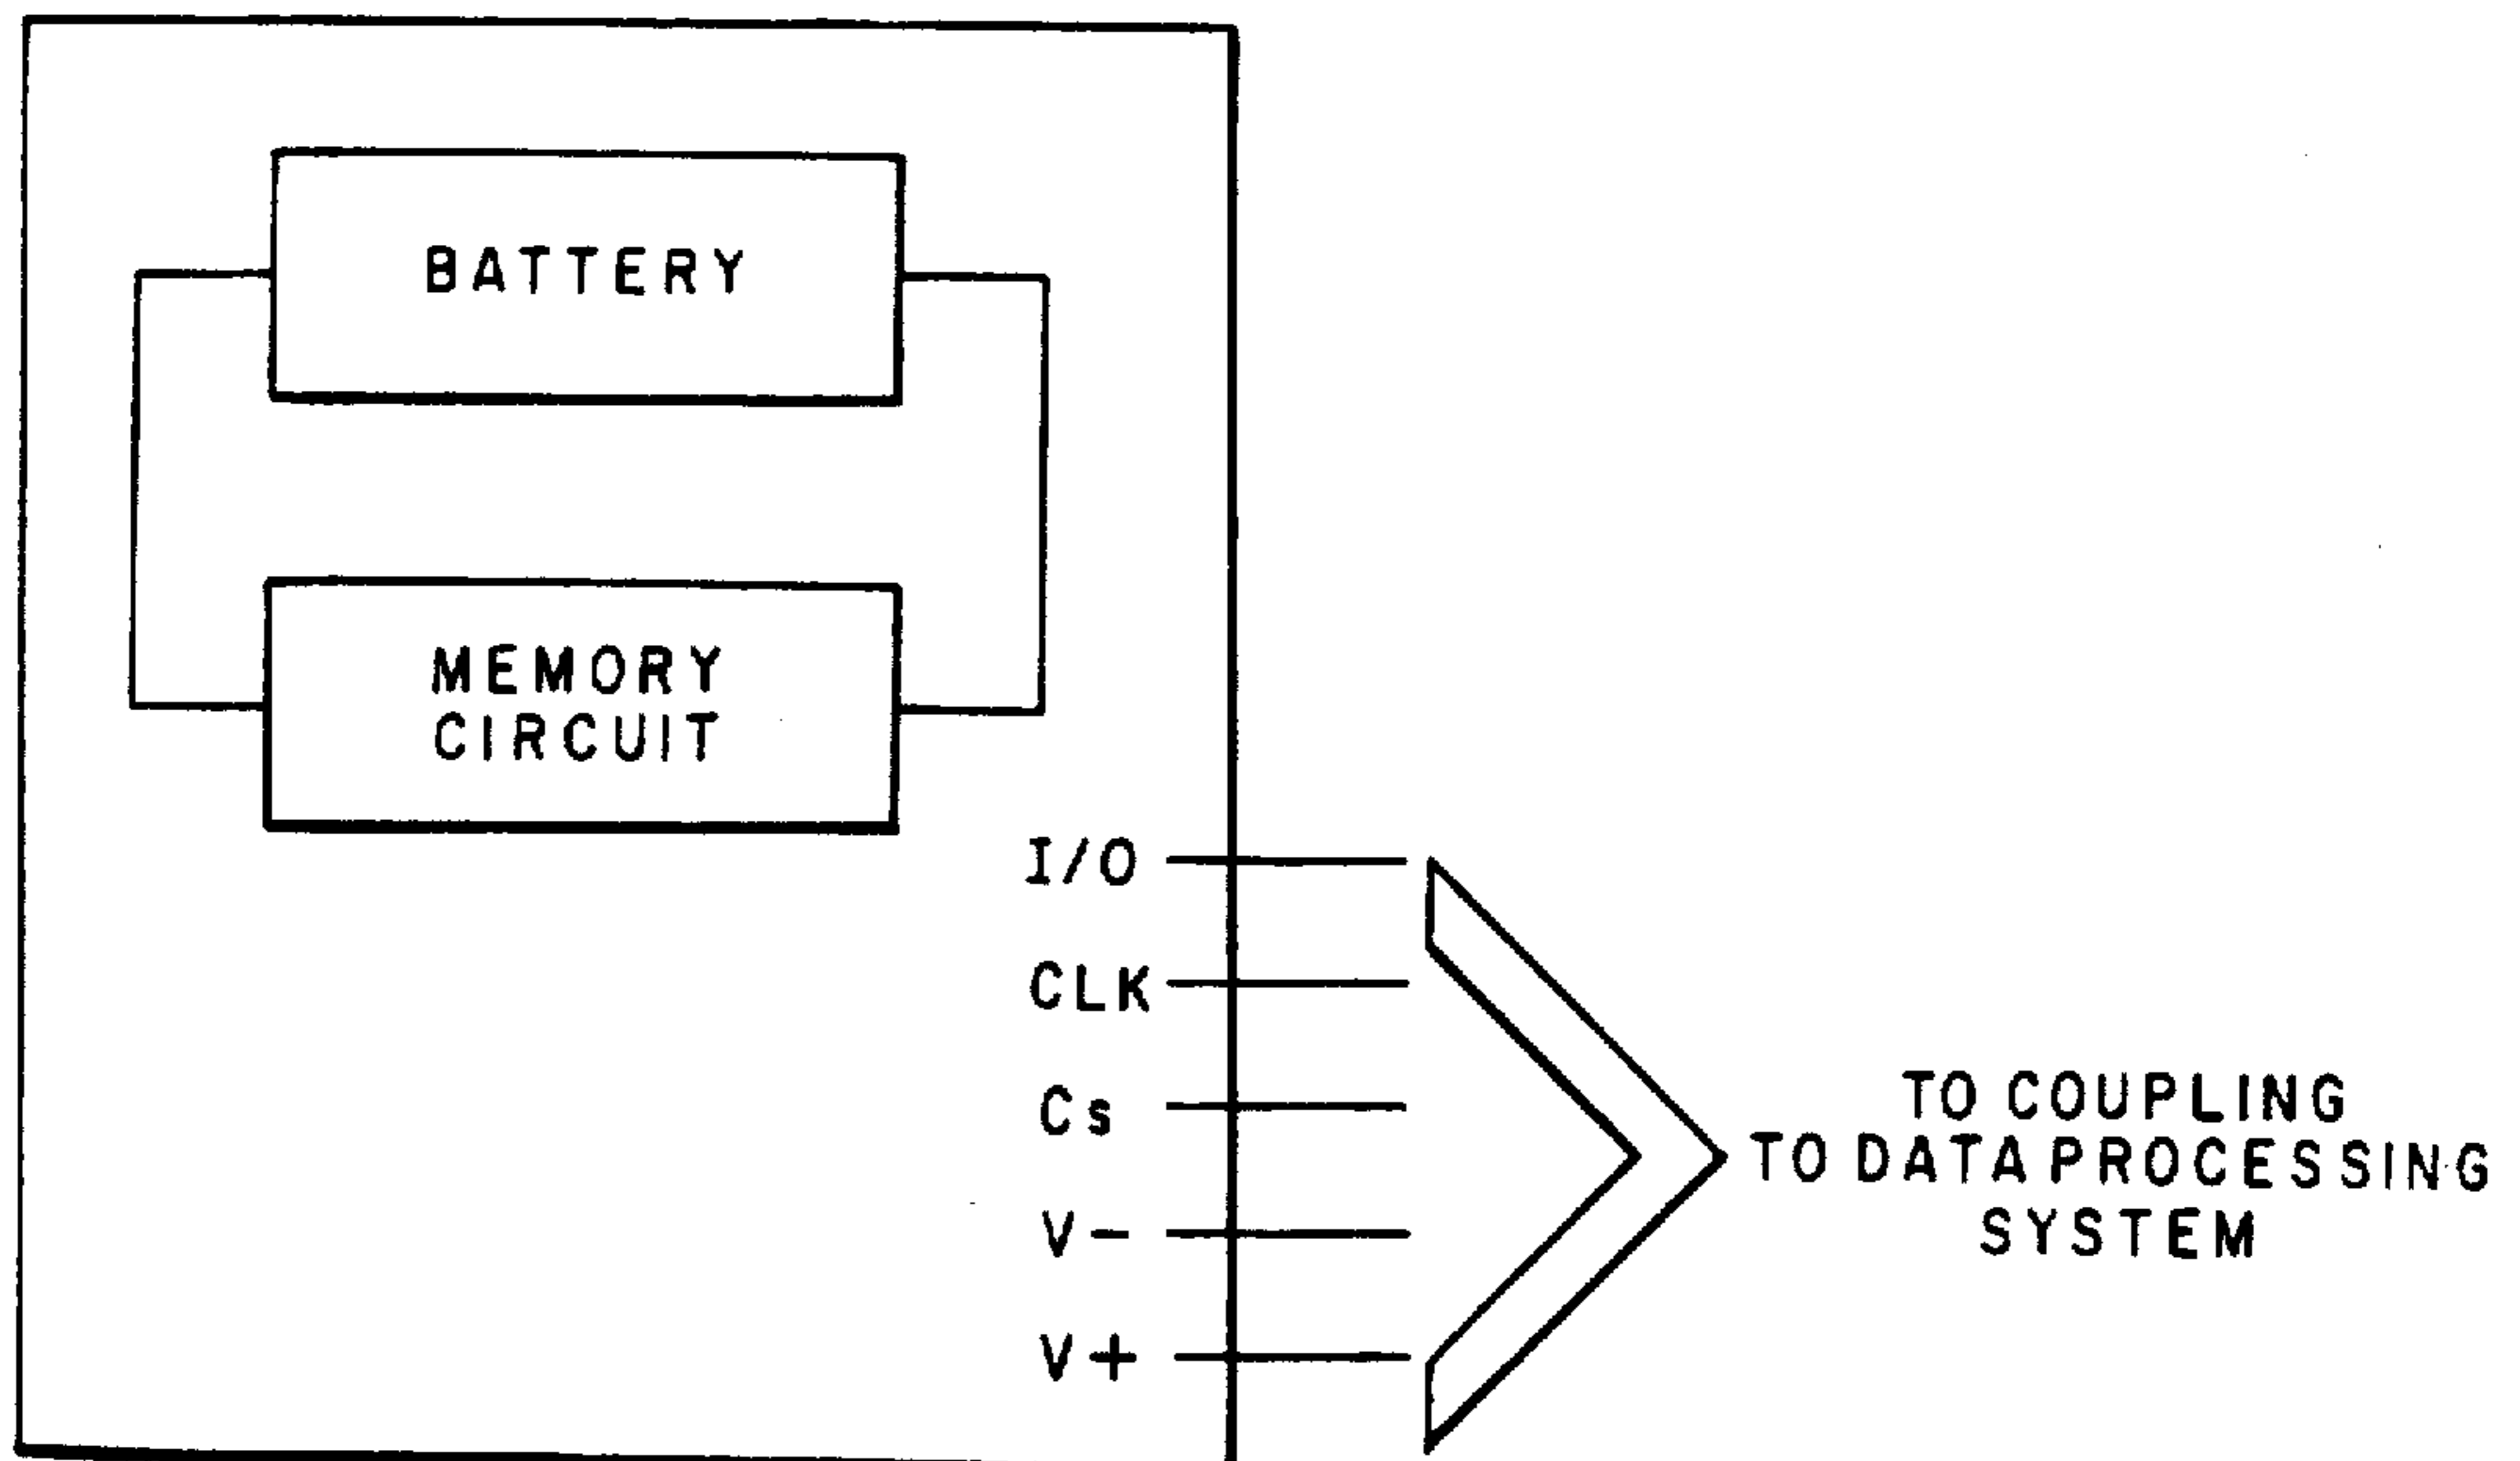 BATTERY
MEMORY
CIRCUIT
I/O
CLK
Cs
V-
V+
TO COUPLING
TO DATA PROCESSING
SYSTEM